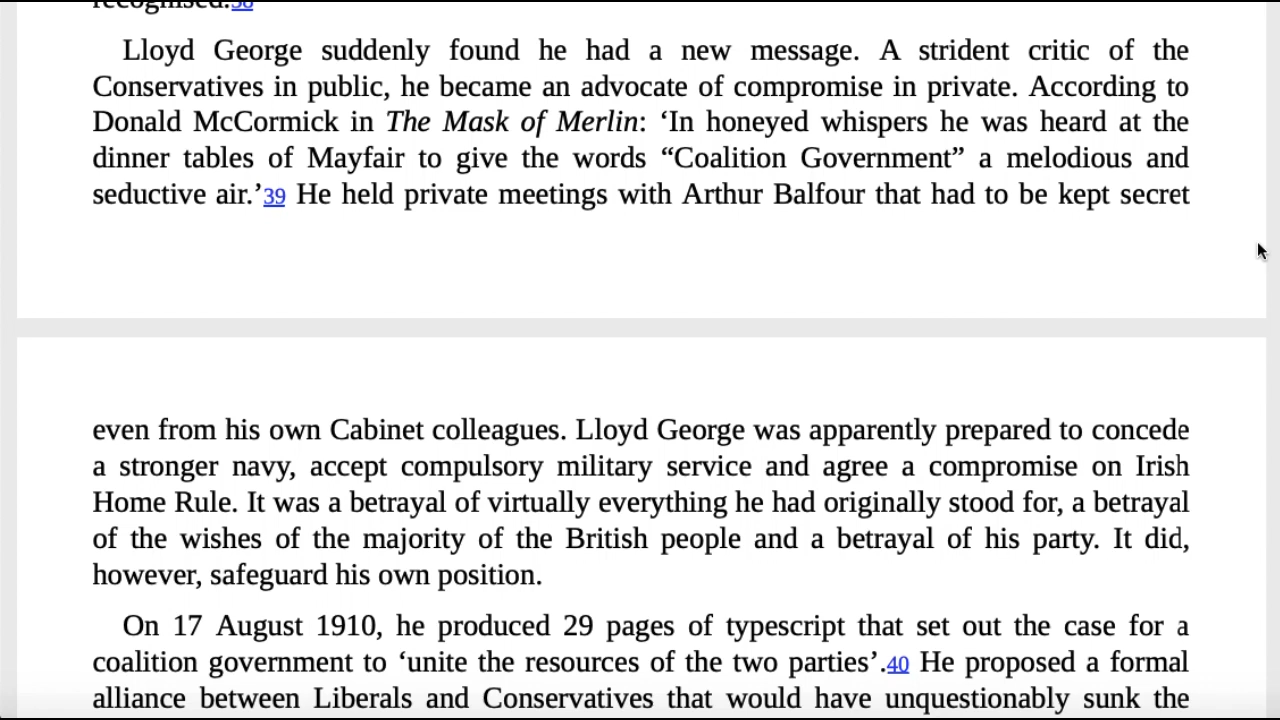 recognised.38
Lloyd George suddenly found he had a new message. A strident critic of the
Conservatives in public, he became an advocate of compromise in private. According to
Donald McCormick in The Mask of Merlin: ‘In honeyed whispers he was heard at the
dinner tables of Mayfair to give the words “Coalition Government” a melodious and
seductive air.’39 He held private meetings with Arthur Balfour that had to be kept secret
even from his own Cabinet colleagues. Lloyd George was apparently prepared to concede
a stronger navy, accept compulsory military service and agree a compromise on Irish
Home Rule. It was a betrayal of virtually everything he had originally stood for, a betrayal
of the wishes of the majority of the British people and a betrayal of his party. It did,
however, safeguard his own position.
On 17 August 1910, he produced 29 pages of typescript that set out the case for a
coalition government to ‘unite the resources of the two parties’.40 He proposed a formal
alliance between Liberals and Conservatives that would have unquestionably sunk the